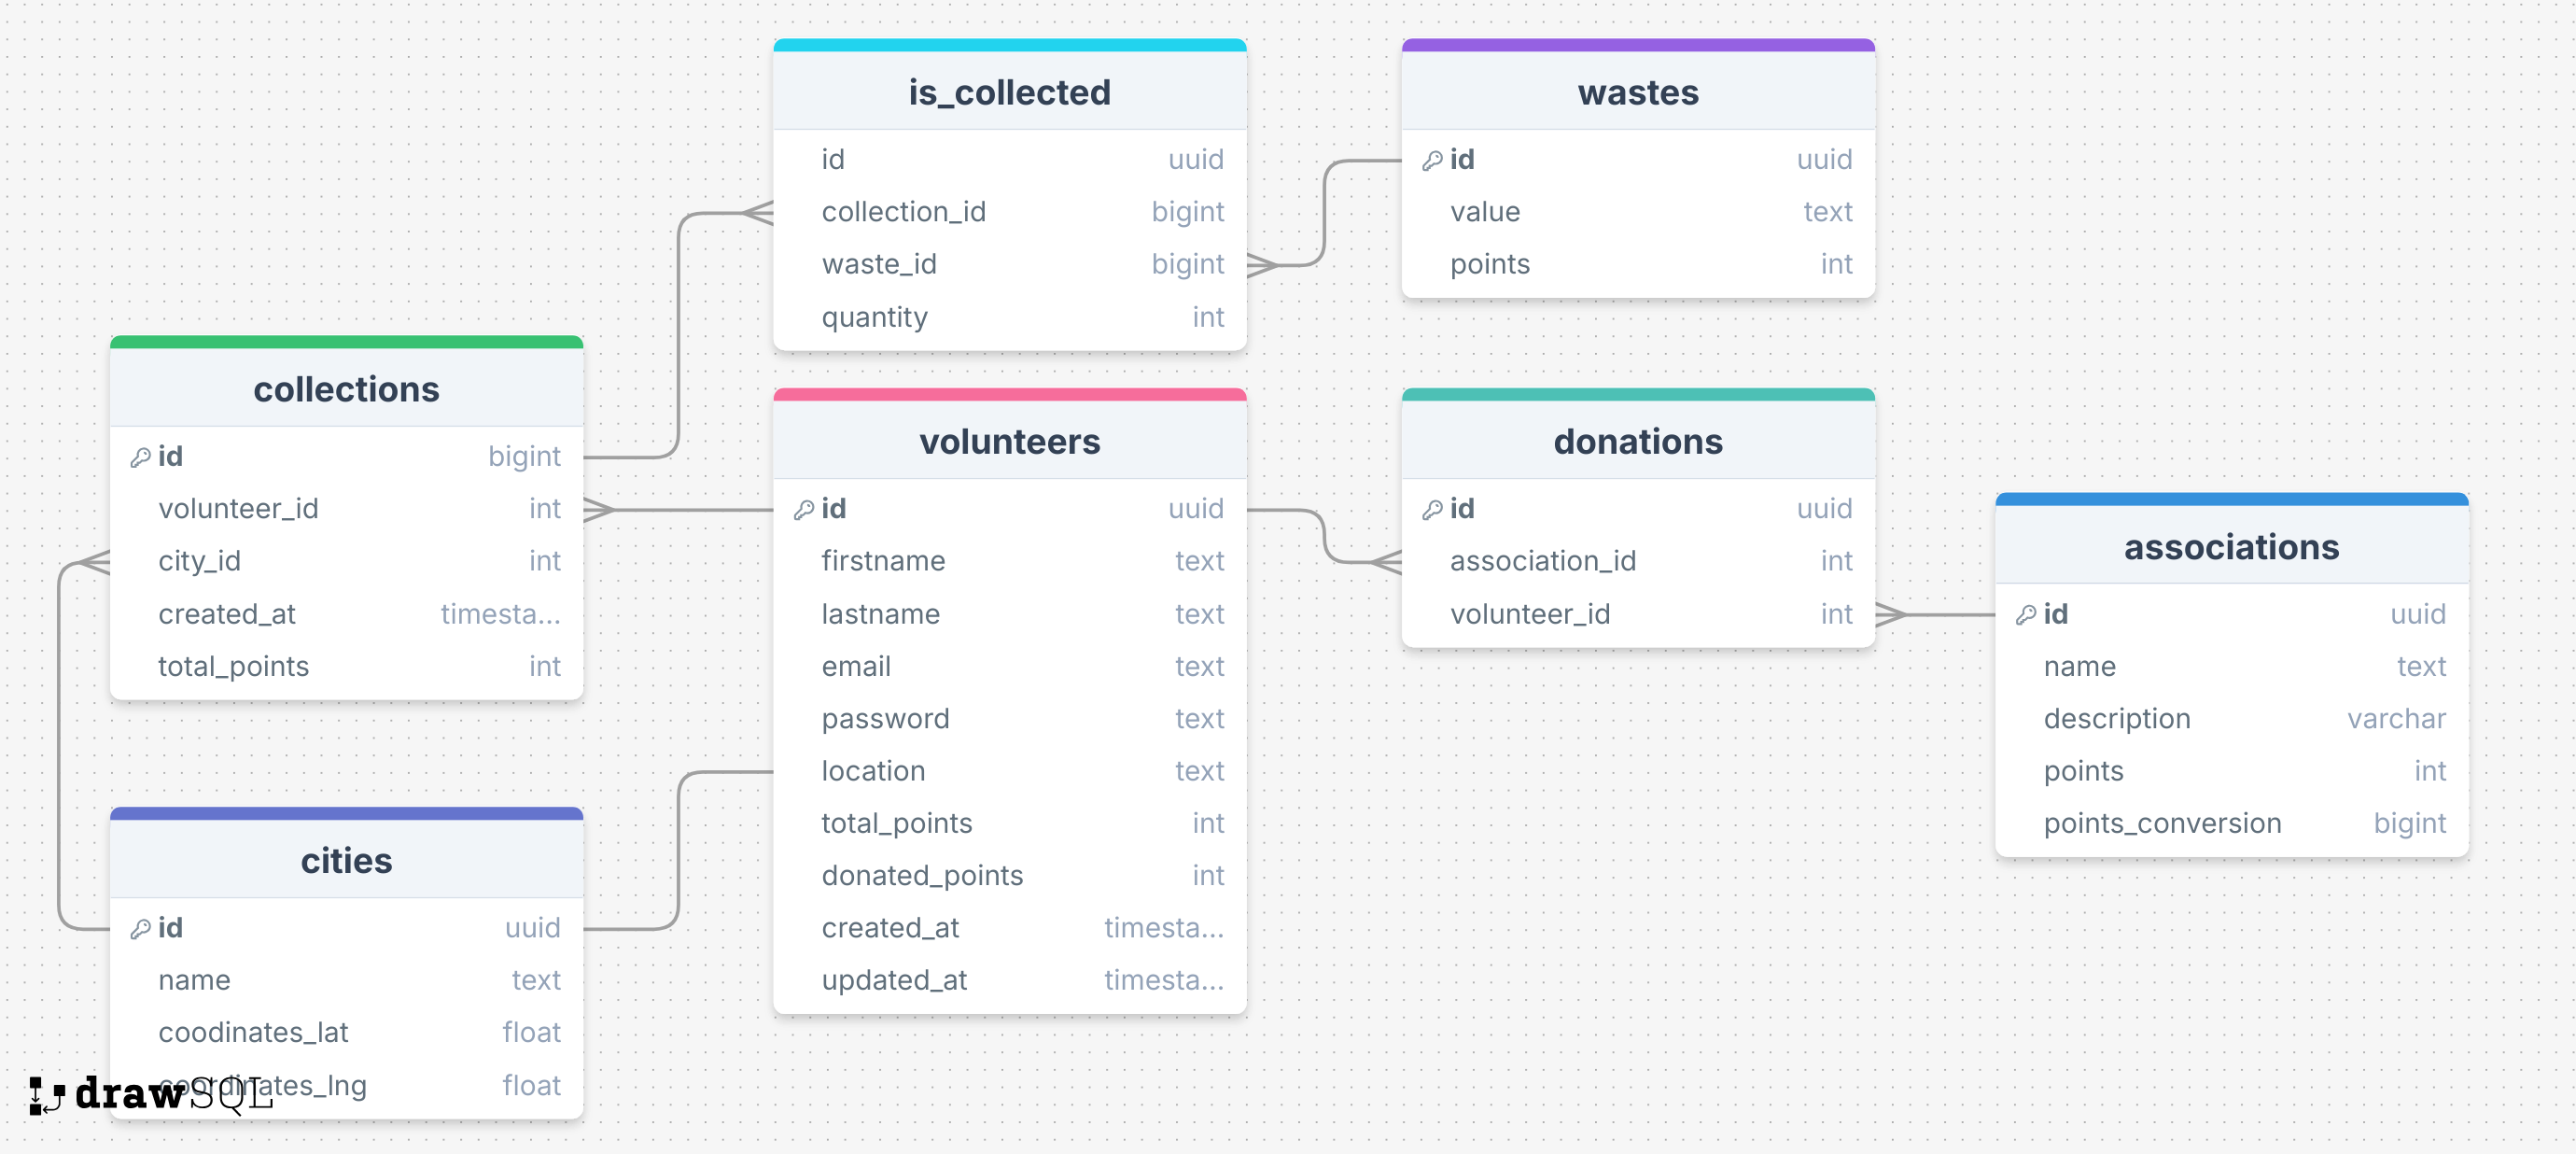 is_collected
id uuid
collection_id bigint
waste_id bigint
quantity int
wastes
id uuid
value text
points int
collections
id bigint
volunteer_id int
city_id int
created_at timesta...
total_points int
volunteers
id uuid
firstname text
lastname text
email text
password text
location text
total_points int
donated_points int
created_at timesta...
updated_at timesta...
donations
id uuid
association_id int
volunteer_id int
associations
id uuid
name text
description varchar
points int
points_conversion bigint
cities
id uuid
name text
coodinates_lat float
coordinates_lng float
drawSQL